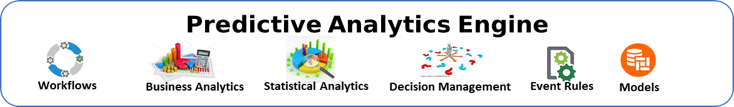 Predictive Analytics Engine
Workflows
Business Analytics
Statistical Analytics
Decision Management
Event Rules
Models